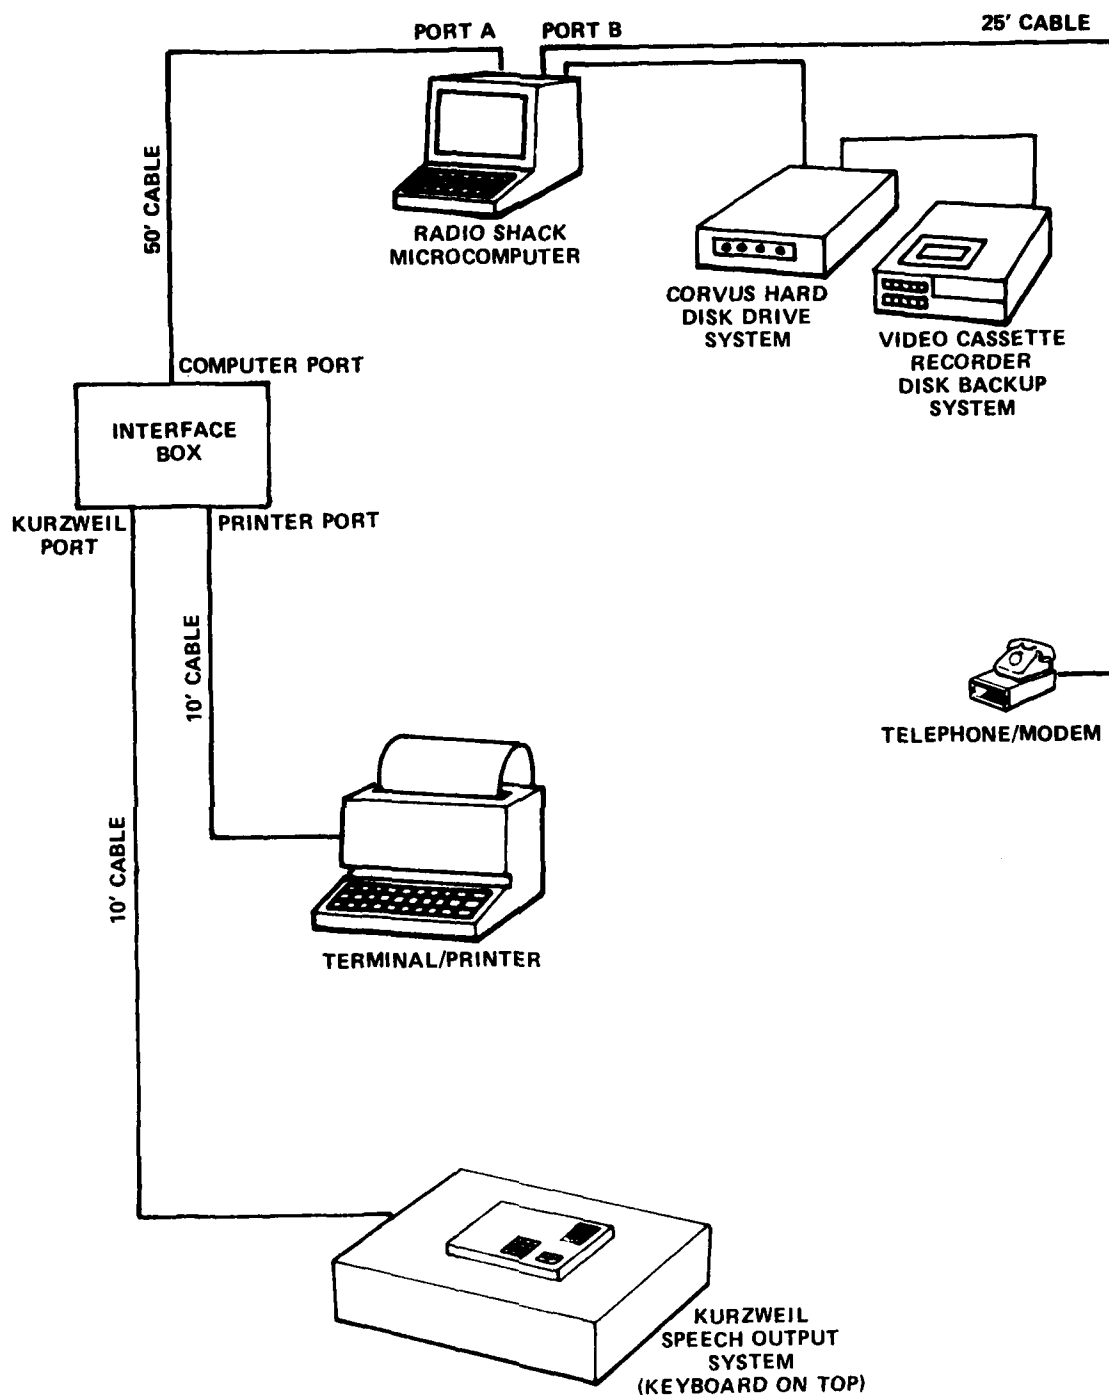 PORT A
PORT B
25' CABLE
50' CABLE
RADIO SHACK
MICROCOMPUTER
CORVUS HARD
DISK DRIVE
SYSTEM
VIDEO CASSETTE
RECORDER
DISK BACKUP
SYSTEM
COMPUTER PORT
INTERFACE
BOX
KURZWEIL
PORT
PRINTER PORT
10' CABLE
TELEPHONE/MODEM
10' CABLE
TERMINAL/PRINTER
KURZWEIL
SPEECH OUTPUT
SYSTEM
(KEYBOARD ON TOP)